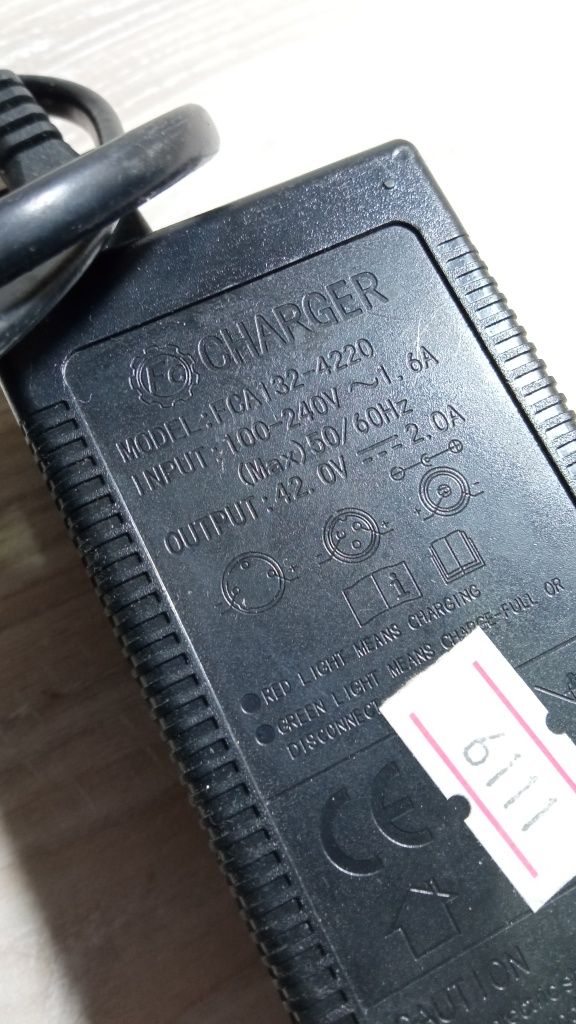 Fc CHARGER
MODEL:FCA132-4220
INPUT:100-240V～1.6A
(Max)50/60Hz
OUTPUT:42.0V⎓2.0A
RED LIGHT MEANS CHARGING
GREEN LIGHT MEANS CHARGE-FULL OR
DISCONNECT
6111
CE
CAUTION